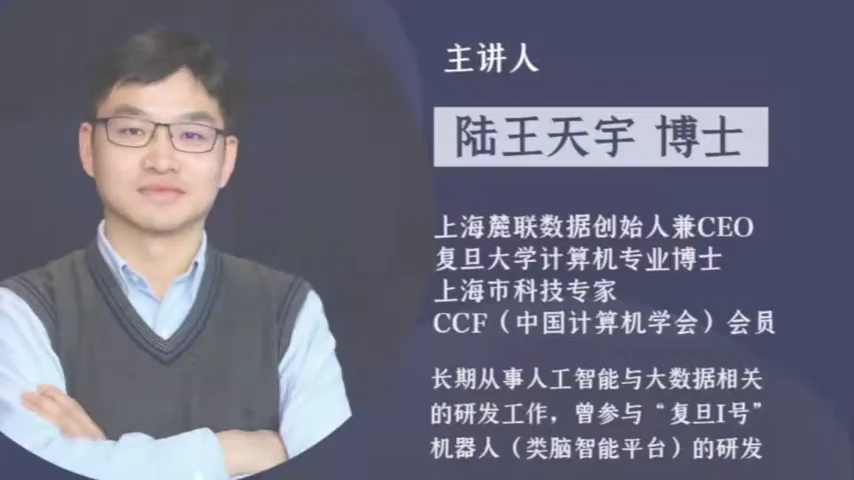 主讲人
陆王天宇 博士
上海麓联数据创始人兼CEO
复旦大学计算机专业博士
上海市科技专家
CCF（中国计算机学会）会员
长期从事人工智能与大数据相关
的研发工作，曾参与“复旦I号”
机器人（类脑智能平台）的研发